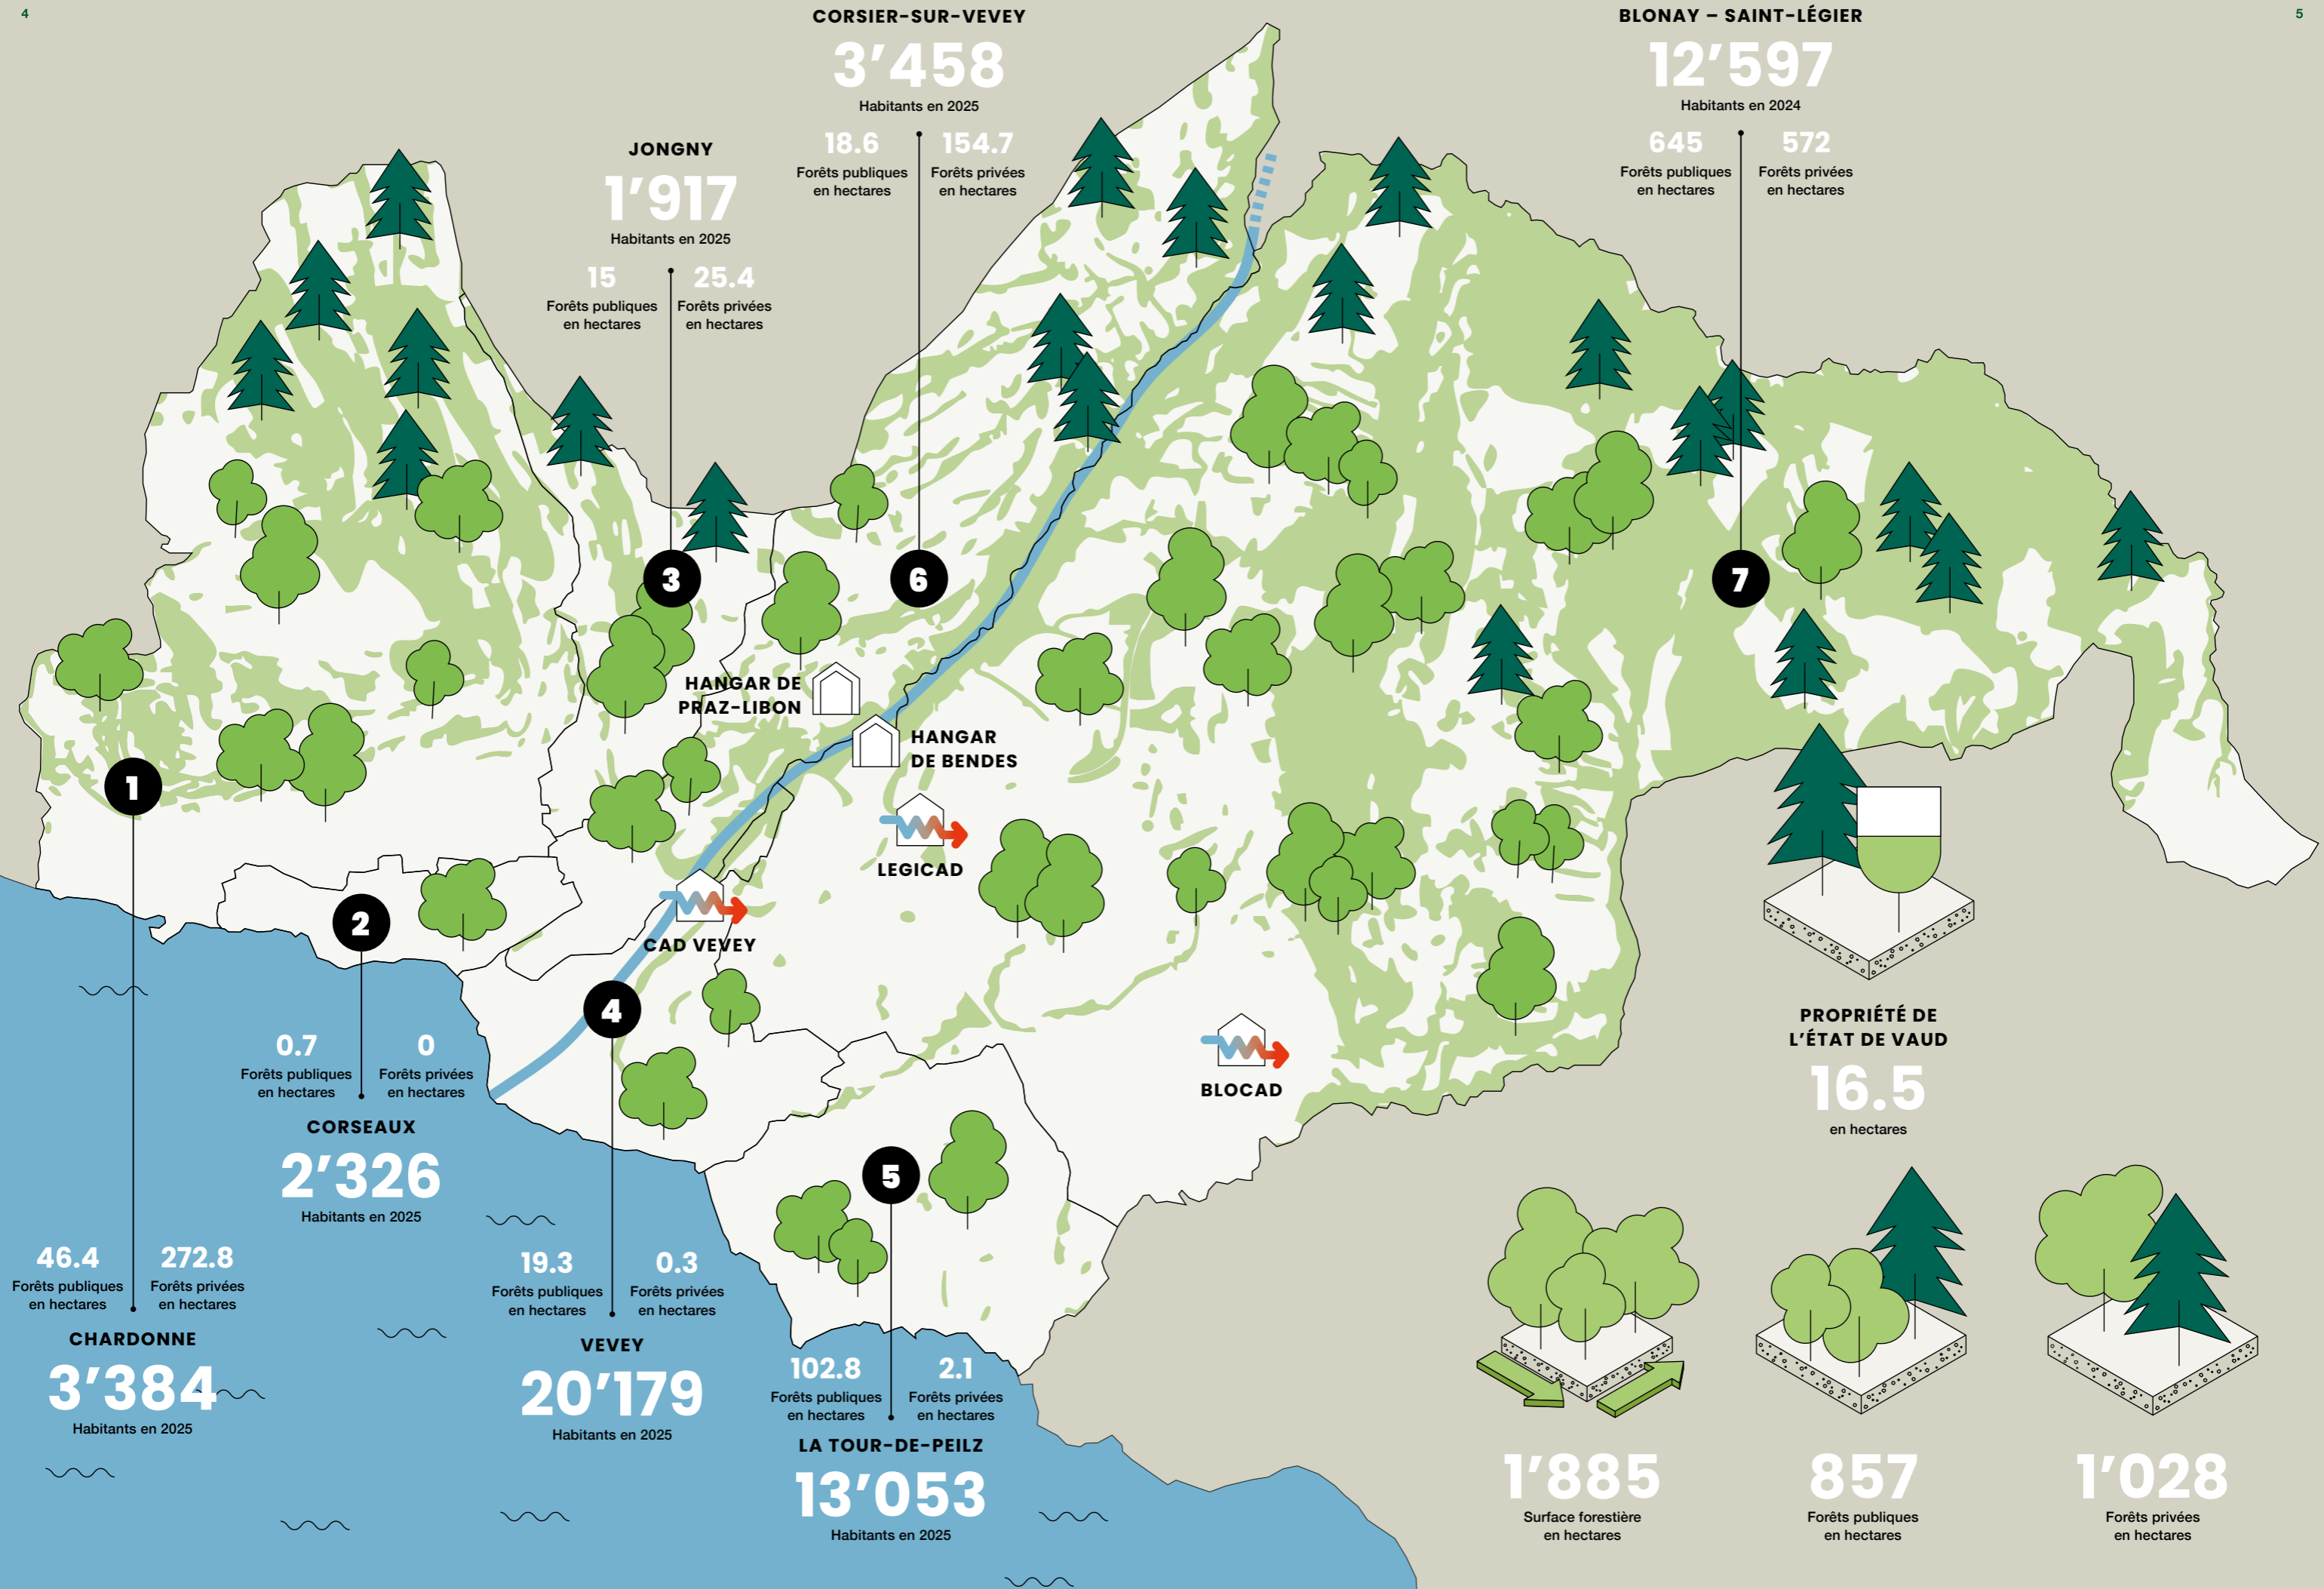 4
5
CORSIER-SUR-VEVEY
3’458
Habitants en 2025
18.6
Forêts publiques
en hectares
154.7
Forêts privées
en hectares
BLONAY – SAINT-LÉGIER
12’597
Habitants en 2024
645
Forêts publiques
en hectares
572
Forêts privées
en hectares
JONGNY
1’917
Habitants en 2025
15
Forêts publiques
en hectares
25.4
Forêts privées
en hectares
3
6
7
HANGAR DE
PRAZ-LIBON
HANGAR
DE BENDES
1
LEGICAD
2
CAD VEVEY
4
BLOCAD
5
0.7
Forêts publiques
en hectares
0
Forêts privées
en hectares
CORSEAUX
2’326
Habitants en 2025
46.4
Forêts publiques
en hectares
272.8
Forêts privées
en hectares
CHARDONNE
3’384
Habitants en 2025
19.3
Forêts publiques
en hectares
0.3
Forêts privées
en hectares
VEVEY
20’179
Habitants en 2025
102.8
Forêts publiques
en hectares
2.1
Forêts privées
en hectares
LA TOUR-DE-PEILZ
13’053
Habitants en 2025
PROPRIÉTÉ DE
L’ÉTAT DE VAUD
16.5
en hectares
1’885
Surface forestière
en hectares
857
Forêts publiques
en hectares
1’028
Forêts privées
en hectares